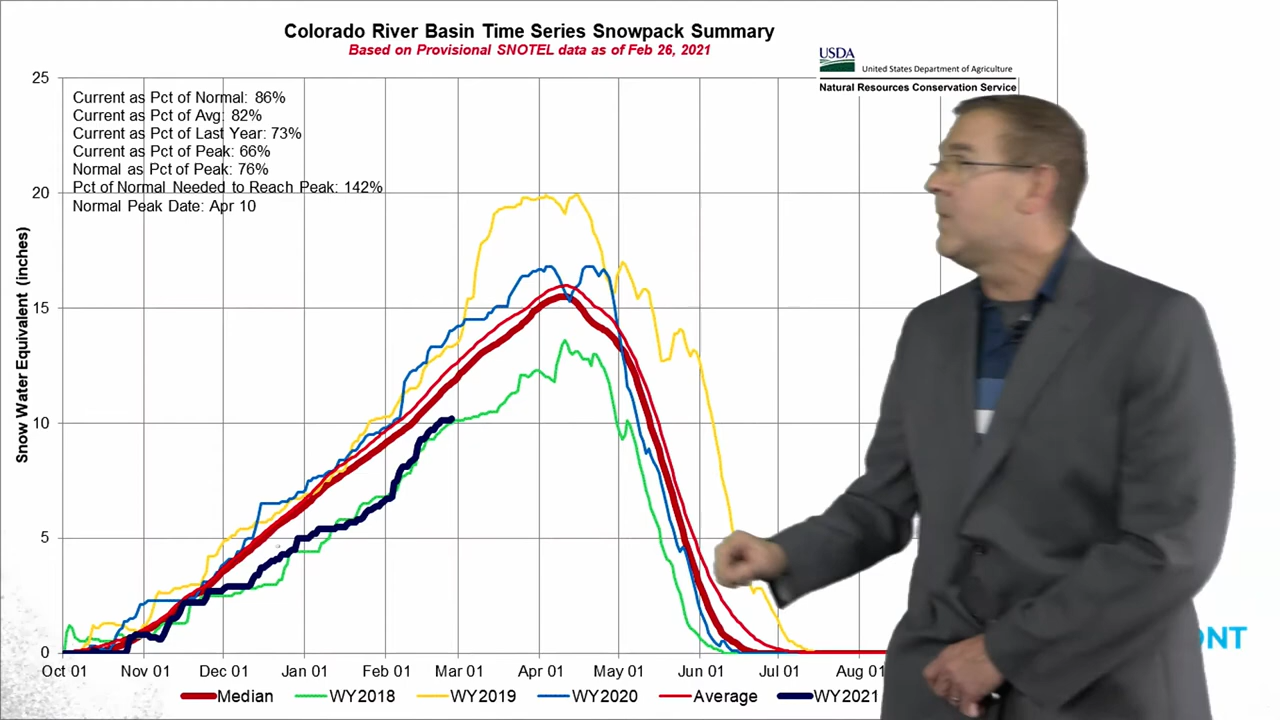 Colorado River Basin Time Series Snowpack Summary
Based on Provisional SNOTEL data as of Feb 26, 2021
USDA
United States Department of Agriculture
Natural Resources Conservation Service
Current as Pct of Normal: 86%
Current as Pct of Avg: 82%
Current as Pct of Last Year: 73%
Current as Pct of Peak: 66%
Normal as Pct of Peak: 76%
Pct of Normal Needed to Reach Peak: 142%
Normal Peak Date: Apr 10
Snow Water Equivalent (inches)
25
20
15
10
5
0
Oct 01 Nov 01 Dec 01 Jan 01 Feb 01 Mar 01 Apr 01 May 01 Jun 01 Jul 01 Aug 01
Median WY2018 WY2019 WY2020 Average WY2021